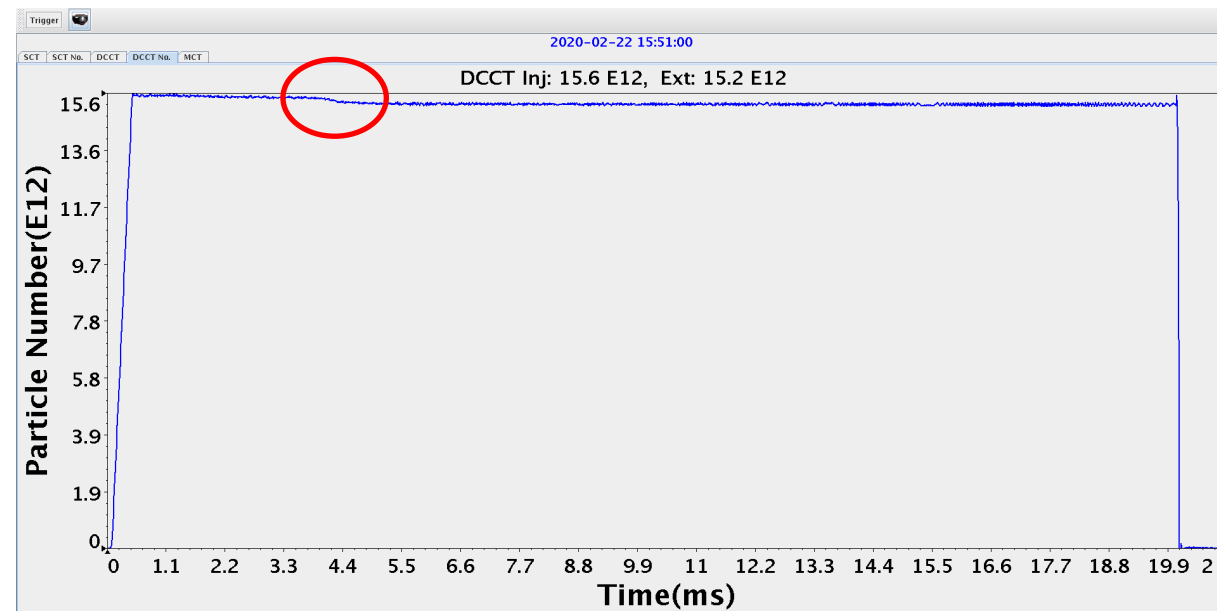 Trigger
2020-02-22 15:51:00
SCT SCT No. DCCT DCCT No. MCT
DCCT Inj: 15.6 E12, Ext: 15.2 E12
Particle Number(E12)
15.6
13.6
11.7
9.7
7.8
5.8
3.9
1.9
0
0 1.1 2.2 3.3 4.4 5.5 6.6 7.7 8.8 9.9 11 12.2 13.3 14.4 15.5 16.6 17.7 18.8 19.9 2
Time(ms)